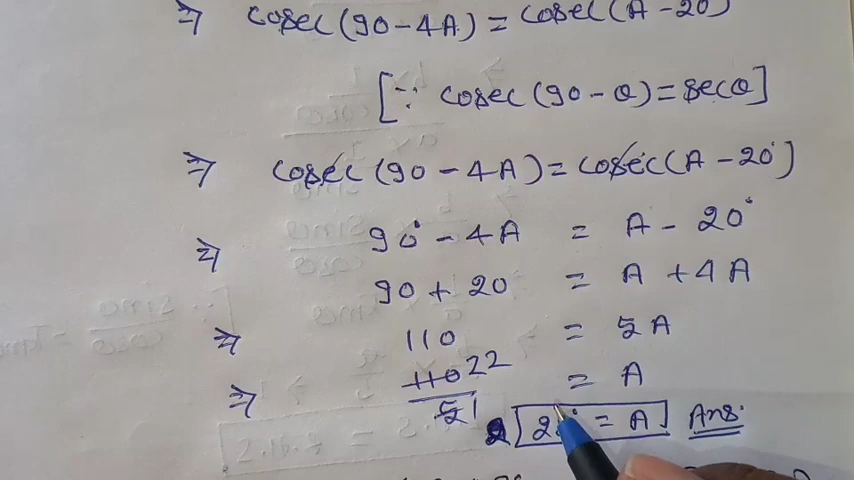 ⇒ cosec(90-4A) = cosec(A-20)
[∵ cosec(90-θ) = secθ]
⇒ cosec(90-4A) = cosec(A-20°)
⇒ 90°-4A = A-20°
90+20 = A+4A
⇒ 110 = 5A
⇒ 110/5 22 1 = A
= A Ans.